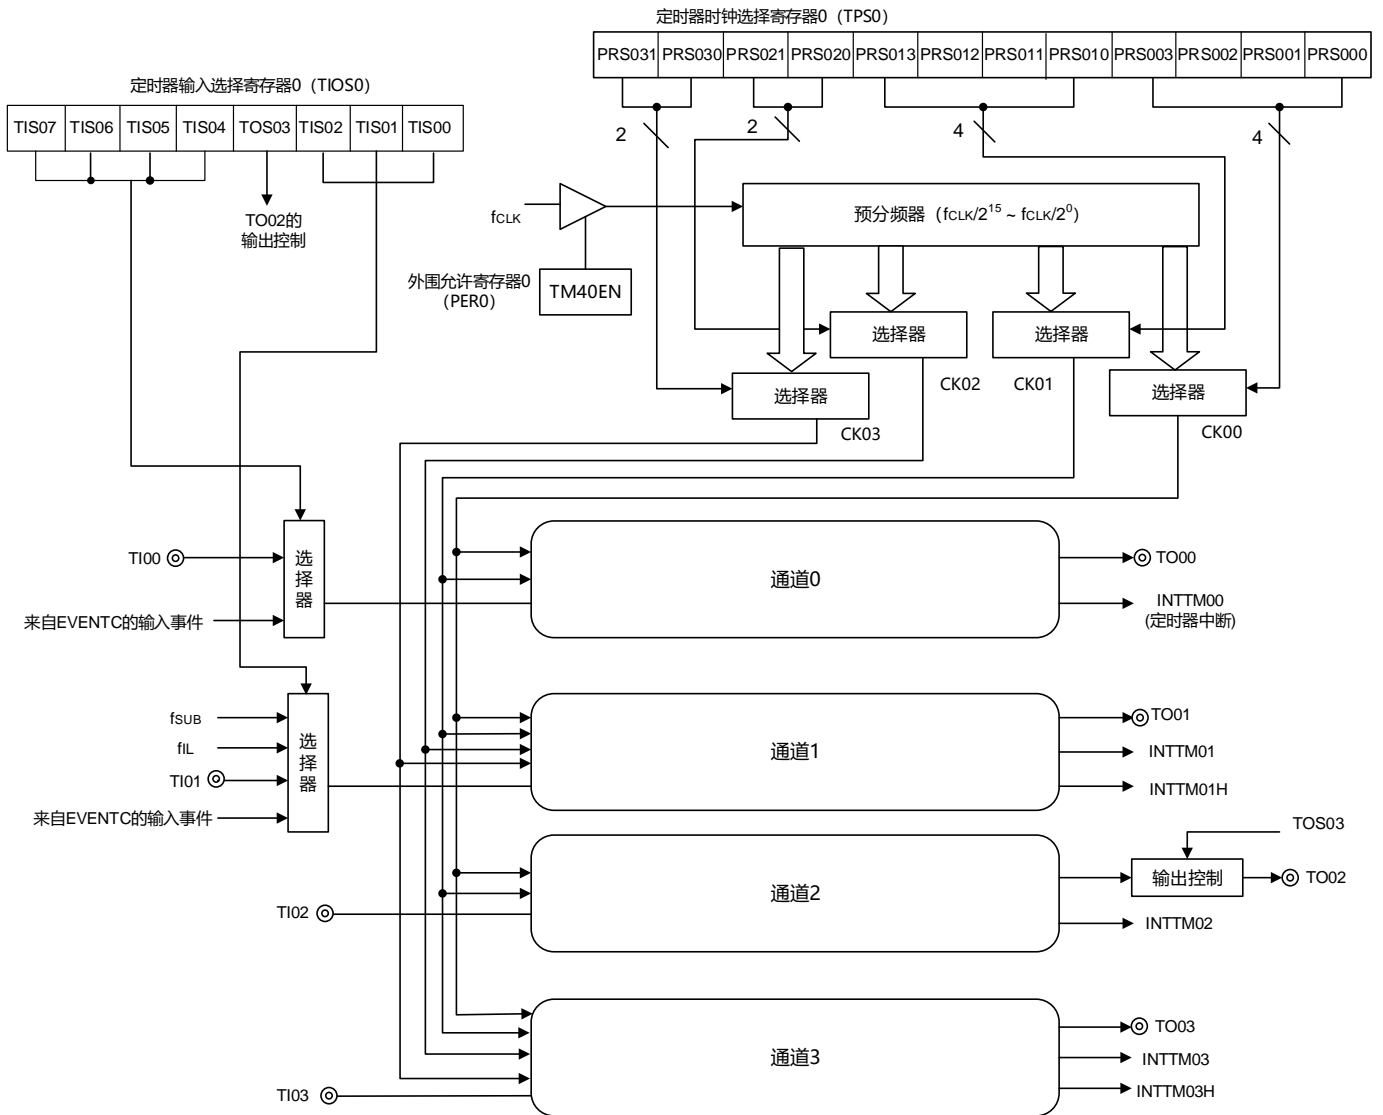 定时器时钟选择寄存器0（TPS0）
PRS031 PRS030 PRS021 PRS020 PRS013 PRS012 PRS011 PRS010 PRS003 PRS002 PRS001 PRS000
定时器输入选择寄存器0（TIOS0）
TIS07 TIS06 TIS05 TIS04 TOS03 TIS02 TIS01 TIS00
2
2
4
4
TO02的
输出控制
fCLK
预分频器（fCLK/2^15 ~ fCLK/2^0）
外围允许寄存器0
（PER0）
TM40EN
选择器
选择器
选择器
选择器
CK02
CK01
CK03
CK00
TI00
选择器
来自EVENTC的输入事件
通道0
TO00
INTTM00
(定时器中断)
fSUB
fIL
TI01
来自EVENTC的输入事件
选择器
通道1
TO01
INTTM01
INTTM01H
TOS03
通道2
输出控制
TO02
TI02
INTTM02
通道3
TO03
INTTM03
INTTM03H
TI03